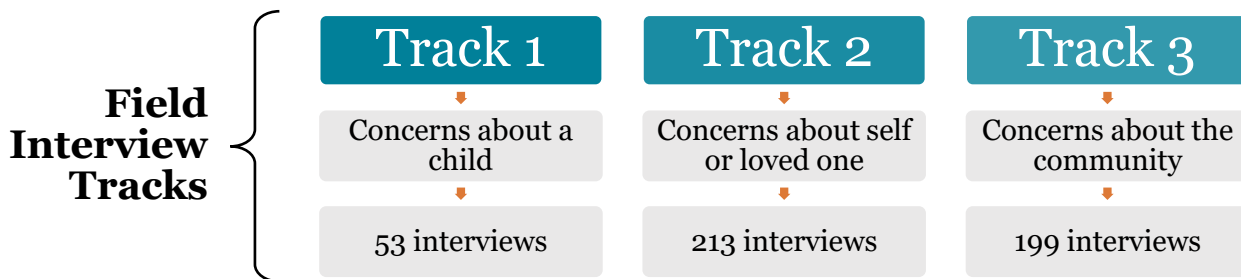 Field
Interview
Tracks
Track 1
Concerns about a
child
53 interviews
Track 2
Concerns about self
or loved one
213 interviews
Track 3
Concerns about the
community
199 interviews